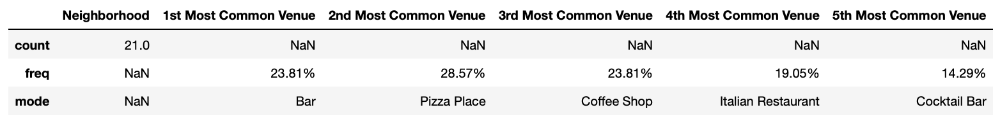 Neighborhood 1st Most Common Venue 2nd Most Common Venue 3rd Most Common Venue 4th Most Common Venue 5th Most Common Venue
count 21.0 NaN NaN NaN NaN NaN
freq NaN 23.81% 28.57% 23.81% 19.05% 14.29%
mode NaN Bar Pizza Place Coffee Shop Italian Restaurant Cocktail Bar